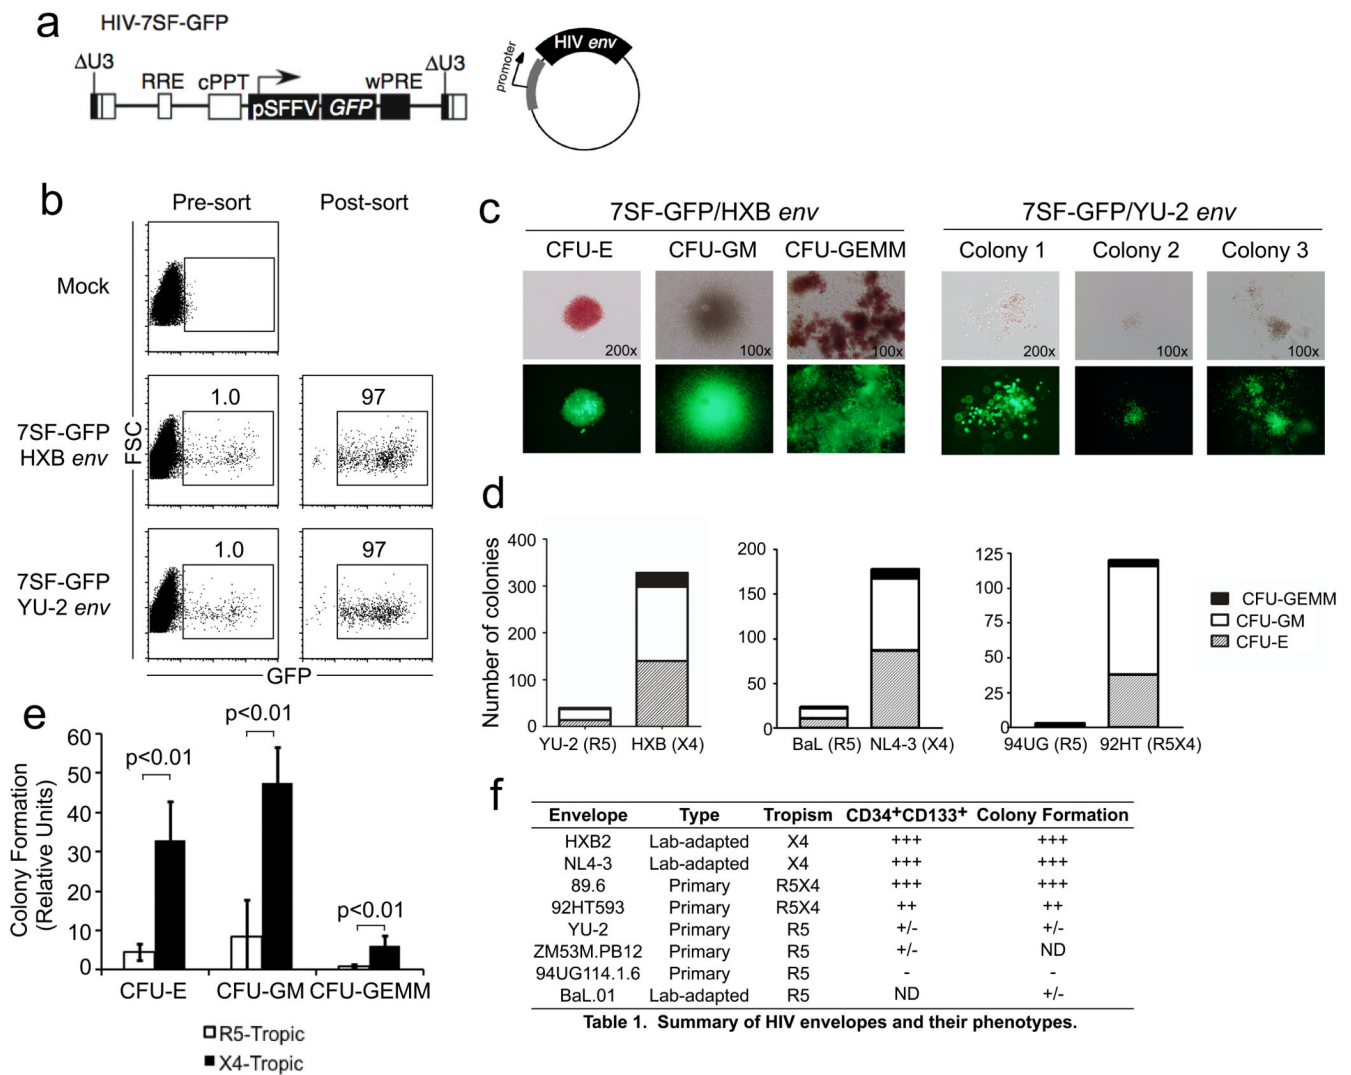 a
HIV-7SF-GFP
ΔU3
RRE
cPPT
wPRE
ΔU3
pSFFV
GFP
promoter
HIV env
b
Pre-sort
Post-sort
Mock
7SF-GFP
HXB env
1.0
97
7SF-GFP
YU-2 env
1.0
97
FSC
GFP
c
7SF-GFP/HXB env
7SF-GFP/YU-2 env
CFU-E
CFU-GM
CFU-GEMM
Colony 1
Colony 2
Colony 3
200x
100x
100x
200x
100x
100x
d
Number of colonies
400
300
200
100
0
YU-2 (R5)
HXB (X4)
200
150
100
50
0
BaL (R5)
NL4-3 (X4)
125
100
75
50
25
0
94UG (R5)
92HT (R5X4)
CFU-GEMM
CFU-GM
CFU-E
e
Colony Formation
(Relative Units)
60
50
40
30
20
10
0
p<0.01
p<0.01
p<0.01
CFU-E
CFU-GM
CFU-GEMM
R5-Tropic
X4-Tropic
f
Envelope Type Tropism CD34+CD133+ Colony Formation
HXB2 Lab-adapted X4 +++ +++
NL4-3 Lab-adapted X4 +++ +++
89.6 Primary R5X4 +++ +++
92HT593 Primary R5X4 ++ ++
YU-2 Primary R5 +/- +/-
ZM53M.PB12 Primary R5 +/- ND
94UG114.1.6 Primary R5 - -
BaL.01 Lab-adapted R5 ND +/-
Table 1. Summary of HIV envelopes and their phenotypes.